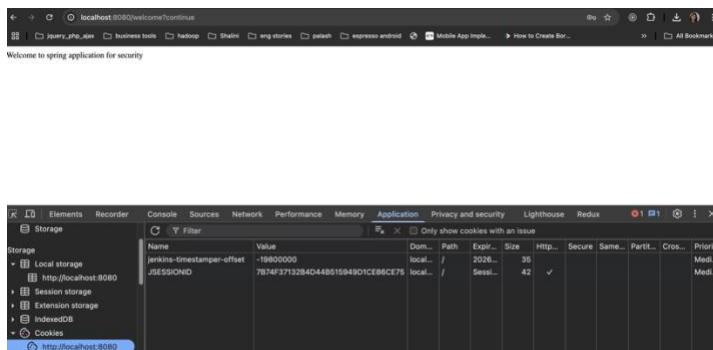 localhost:8080/welcome?continue
jquery_php_ajax business tools hadoop Shalini eng stories palash espresso android Mobile App Imple... How to Create Bor... » All Bookmark
Welcome to spring application for security
Elements Recorder Console Sources Network Performance Memory Application Privacy and security Lighthouse Redux 1 1
Storage Filter Only show cookies with an issue
Name Value Dom... Path Expir... Size Http... Secure Same... Partit... Cros... Priori
Storage
jenkins-timestamper-offset -19800000 local... / 2026... 35 Medi
Local storage
JSESSIONID 7B74F3713284D44B515949D1CE86CE75 local... / Sessi... 42 ✓ Medi
http://localhost:8080
Session storage
Extension storage
IndexedDB
Cookies
http://localhost:8080